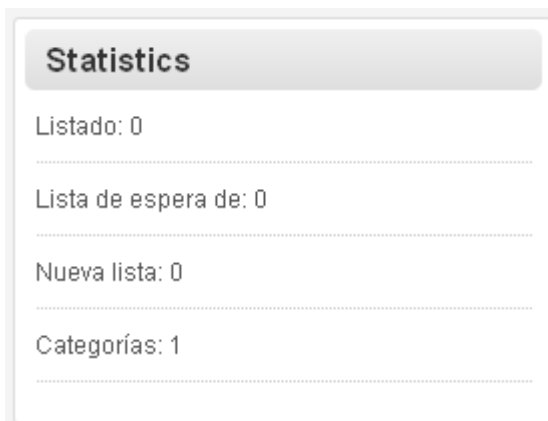 Statistics
Listado: 0
Lista de espera de: 0
Nueva lista: 0
Categorías: 1